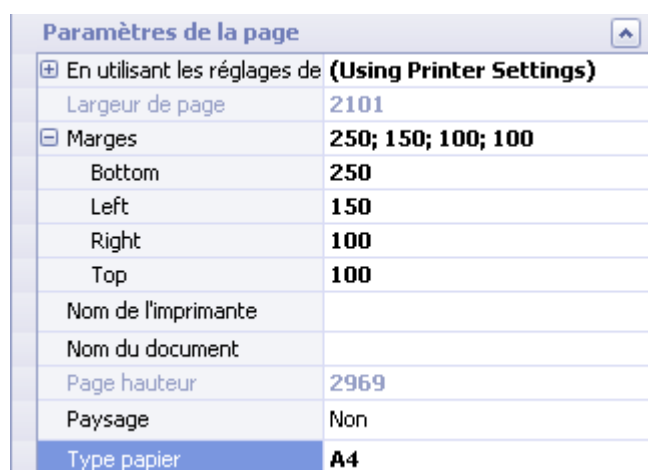 Paramètres de la page
En utilisant les réglages de (Using Printer Settings)
Largeur de page 2101
Marges 250; 150; 100; 100
Bottom 250
Left 150
Right 100
Top 100
Nom de l'imprimante
Nom du document
Page hauteur 2969
Paysage Non
Type papier A4